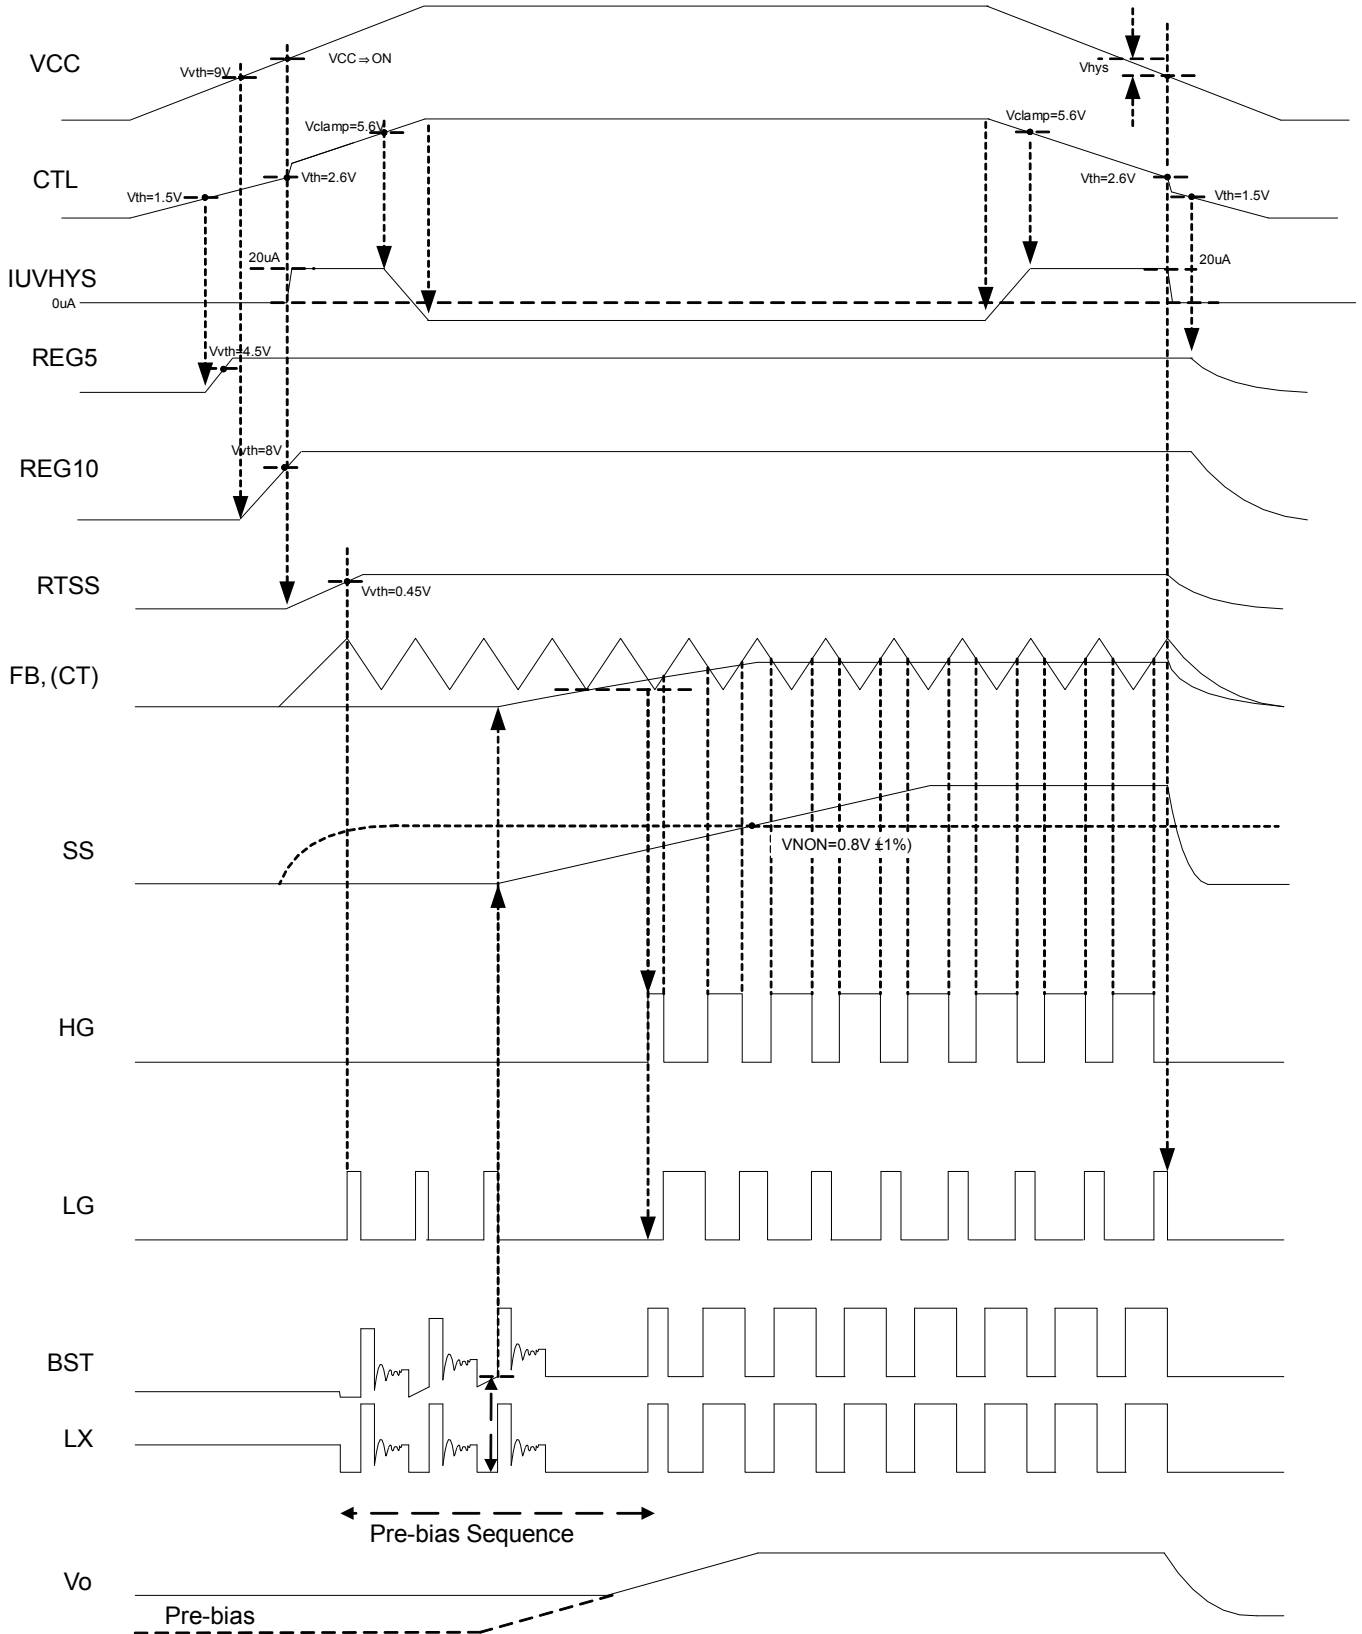 VCC
Vvth=9V
VCC ⇒ ON
Vhys
Vclamp=5.6V
Vclamp=5.6V
CTL
Vth=2.6V
Vth=2.6V
Vth=1.5V
Vth=1.5V
20uA
20uA
IUVHYS
0uA
Vvth=4.5V
REG5
Vvth=8V
REG10
RTSS
Vvth=0.45V
FB, (CT)
SS
VNON=0.8V ±1%)
HG
LG
BST
LX
Pre-bias Sequence
Vo
Pre-bias